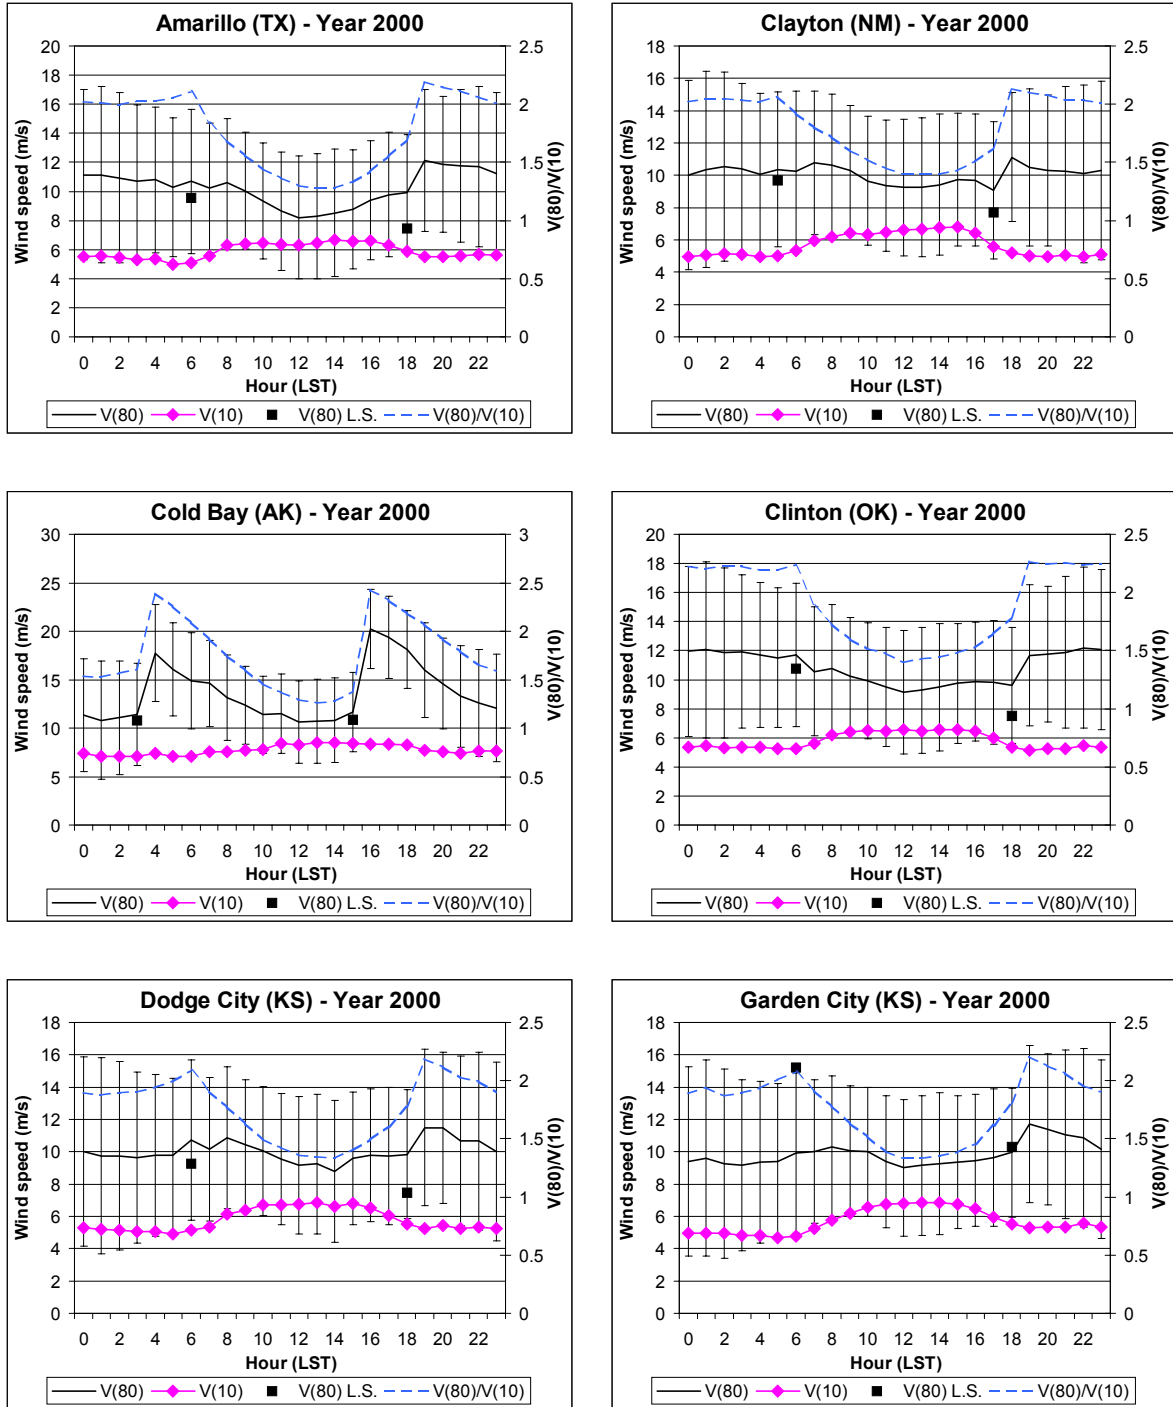 Amarillo (TX) - Year 2000
20
18
16
14
12
10
8
6
4
2
0
Wind speed (m/s)
2.5
2
1.5
1
0.5
0
V(80)/V(10)
0 2 4 6 8 10 12 14 16 18 20 22
Hour (LST)
V(80) V(10) V(80) L.S. V(80)/V(10)
Clayton (NM) - Year 2000
18
16
14
12
10
8
6
4
2
0
Wind speed (m/s)
2.5
2
1.5
1
0.5
0
V(80)/V(10)
0 2 4 6 8 10 12 14 16 18 20 22
Hour (LST)
V(80) V(10) V(80) L.S. V(80)/V(10)
Cold Bay (AK) - Year 2000
30
25
20
15
10
5
0
Wind speed (m/s)
3
2.5
2
1.5
1
0.5
0
V(80)/V(10)
0 2 4 6 8 10 12 14 16 18 20 22
Hour (LST)
V(80) V(10) V(80) L.S. V(80)/V(10)
Clinton (OK) - Year 2000
20
18
16
14
12
10
8
6
4
2
0
Wind speed (m/s)
2.5
2
1.5
1
0.5
0
V(80)/V(10)
0 2 4 6 8 10 12 14 16 18 20 22
Hour (LST)
V(80) V(10) V(80) L.S. V(80)/V(10)
Dodge City (KS) - Year 2000
18
16
14
12
10
8
6
4
2
0
Wind speed (m/s)
2.5
2
1.5
1
0.5
0
V(80)/V(10)
0 2 4 6 8 10 12 14 16 18 20 22
Hour (LST)
V(80) V(10) V(80) L.S. V(80)/V(10)
Garden City (KS) - Year 2000
18
16
14
12
10
8
6
4
2
0
Wind speed (m/s)
2.5
2
1.5
1
0.5
0
V(80)/V(10)
0 2 4 6 8 10 12 14 16 18 20 22
Hour (LST)
V(80) V(10) V(80) L.S. V(80)/V(10)